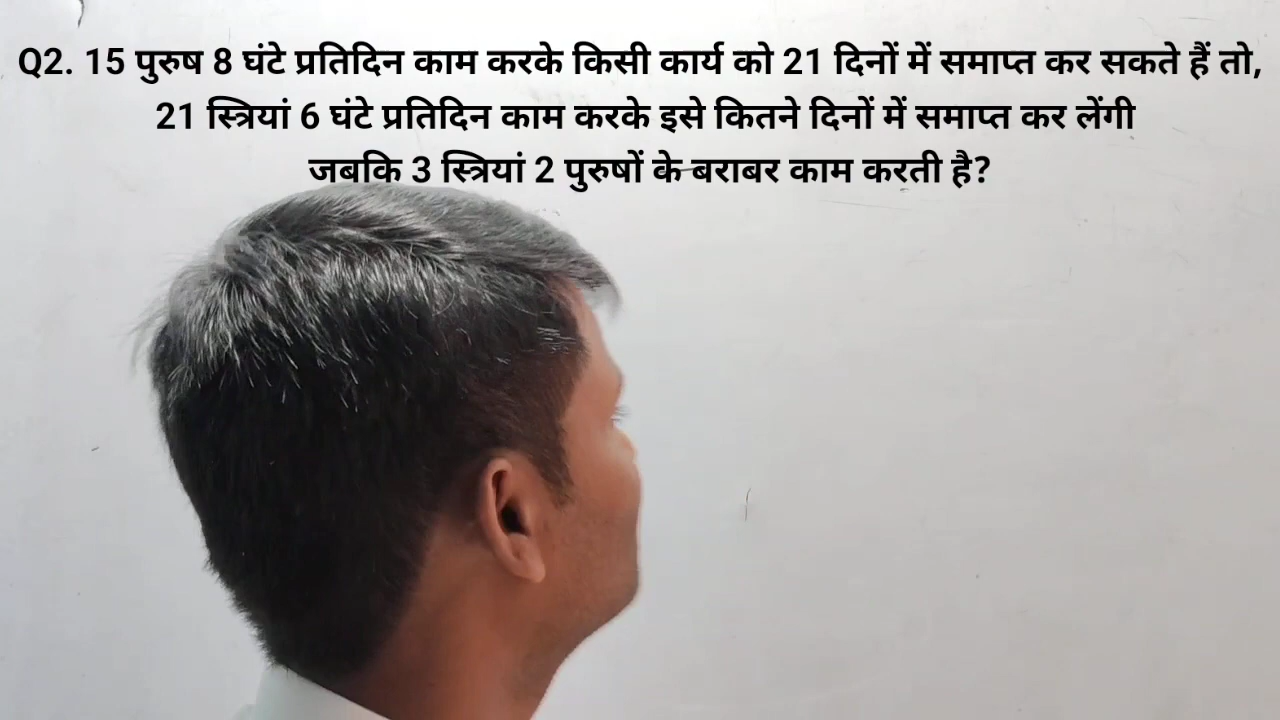 Q2. 15 पुरुष 8 घंटे प्रतिदिन काम करके किसी कार्य को 21 दिनों में समाप्त कर सकते हैं तो,
21 स्त्रियां 6 घंटे प्रतिदिन काम करके इसे कितने दिनों में समाप्त कर लेंगी
जबकि 3 स्त्रियां 2 पुरुषों के बराबर काम करती है?